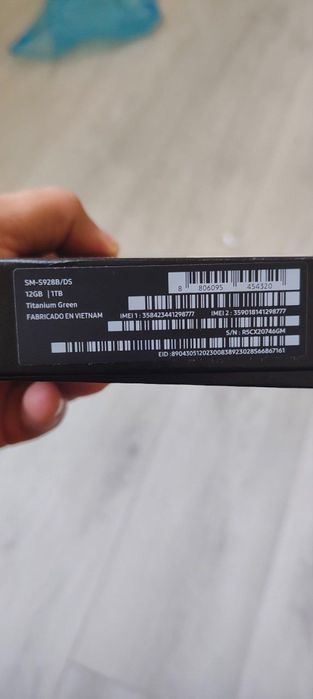 SM-S928B/DS
12GB | 1TB
Titanium Green
FABRICADO EN VIETNAM
8 806095 454320
IMEI 1 : 358423441298777 IMEI 2 : 359018141298777
S/N : R5CX20746GM
EID : 89043051202300838923028566867161